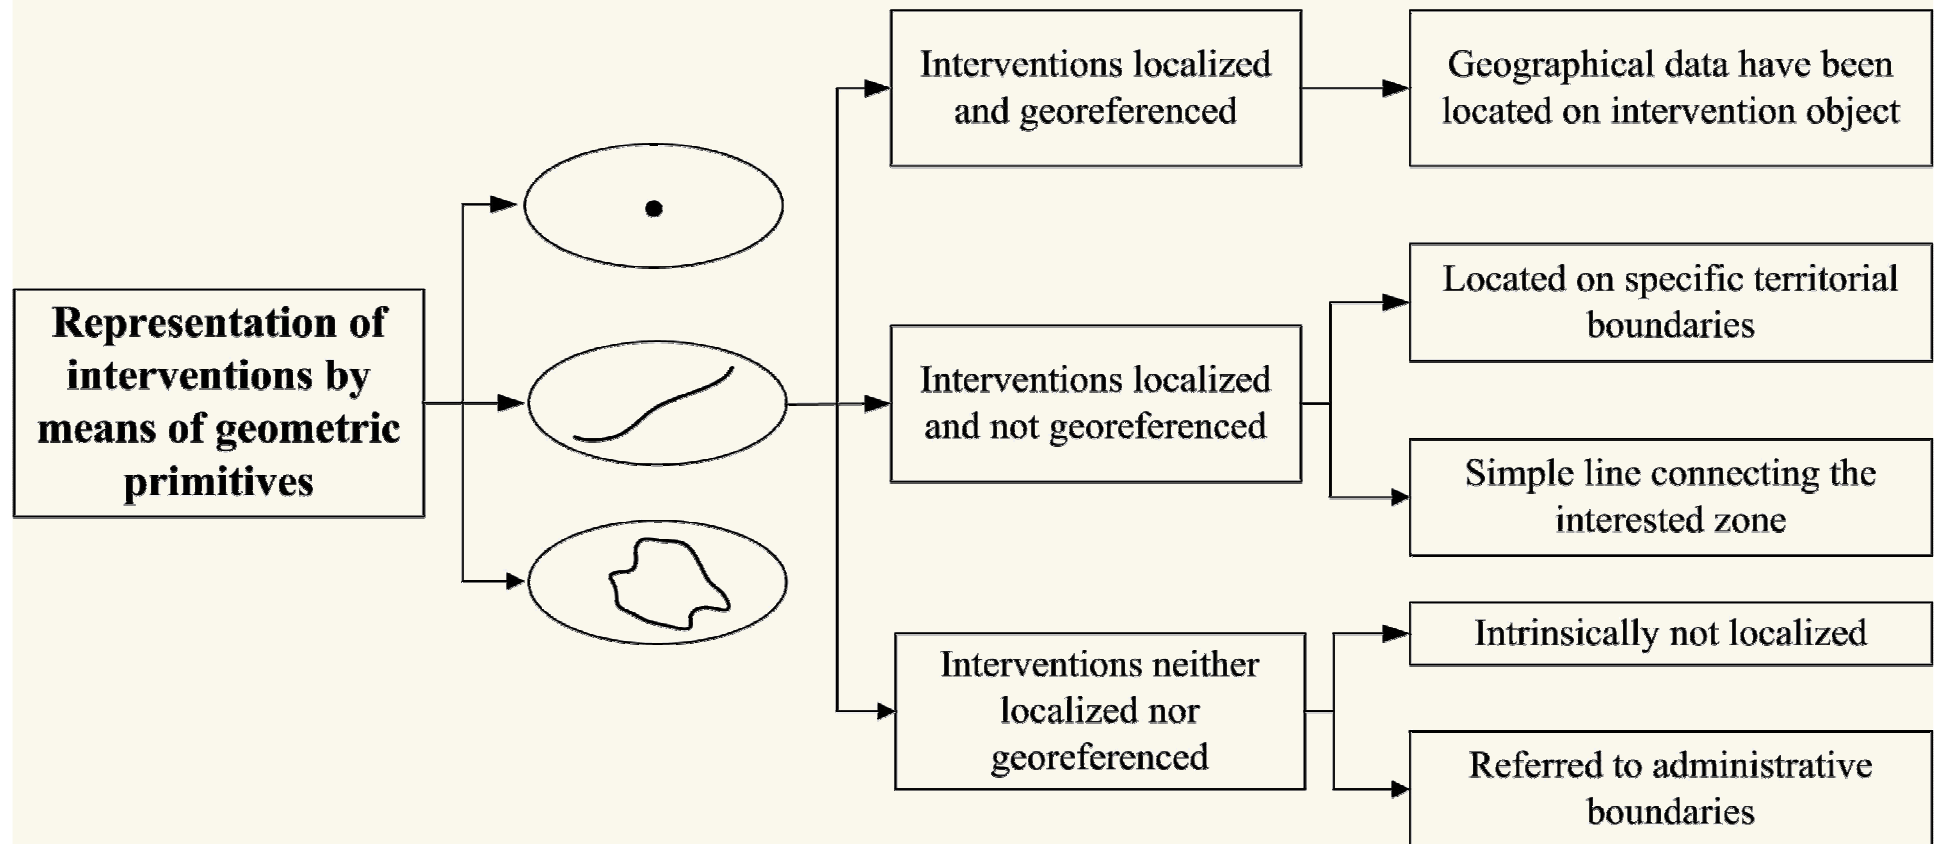 Representation of
interventions by
means of geometric
primitives
Interventions localized
and georeferenced
Geographical data have been
located on intervention object
Interventions localized
and not georeferenced
Located on specific territorial
boundaries
Simple line connecting the
interested zone
Interventions neither
localized nor
georeferenced
Intrinsically not localized
Referred to administrative
boundaries